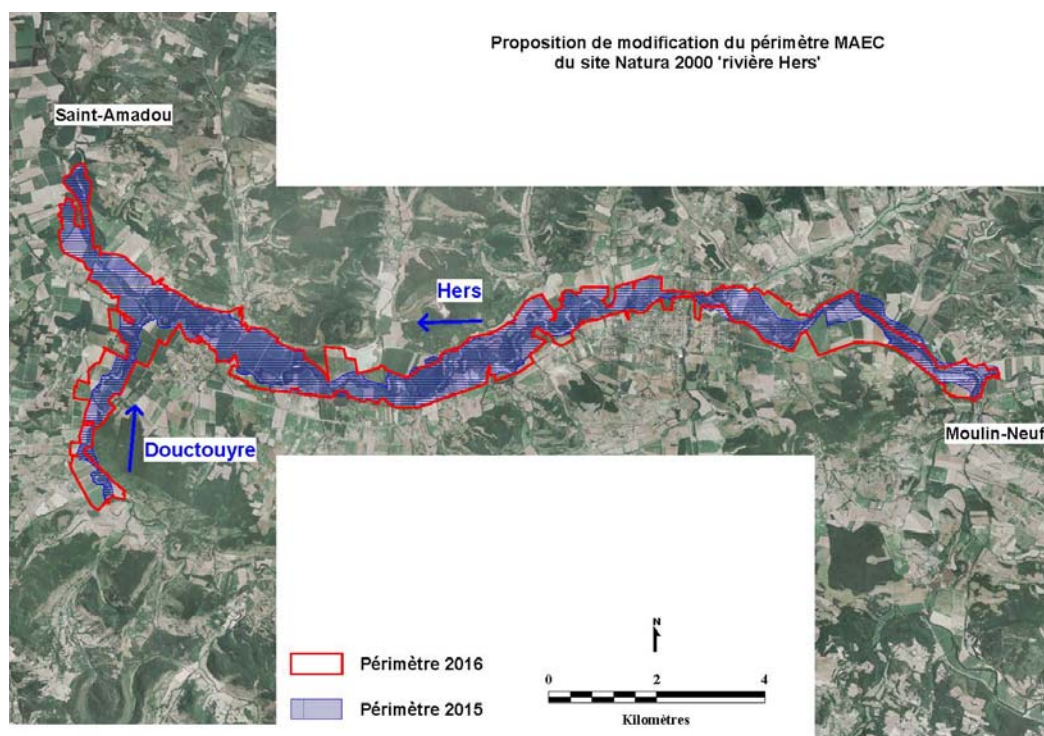 Proposition de modification du périmètre MAEC
du site Natura 2000 'rivière Hers'
Saint-Amadou
Hers
Moulin-Neuf
Douctouyre
N
Périmètre 2016
Périmètre 2015
0 2 4
Kilomètres